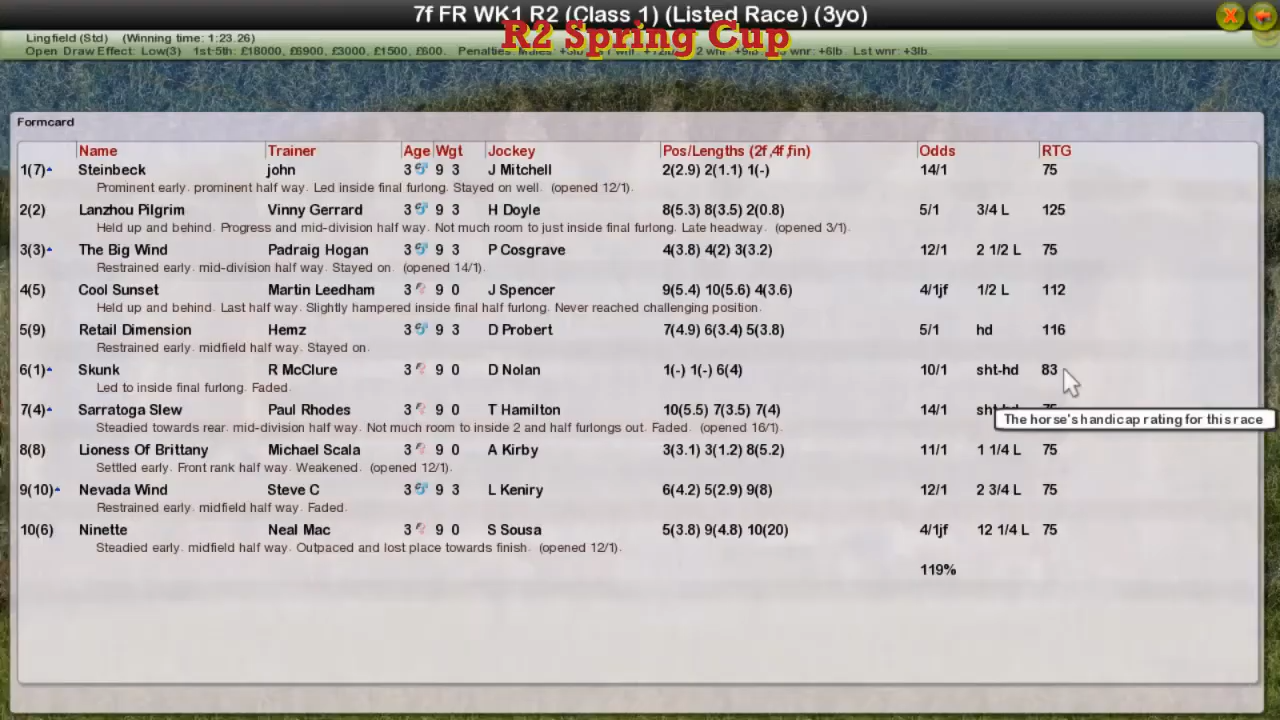 7f FR WK1 R2 (Class 1) (Listed Race) (3yo)
R2 Spring Cup
Lingfield (Std) (Winning time: 1:23.26)
Open Draw Effect: Low(3) 1st-5th: £18000, £6900, £3000, £1500, £600. Penalties: wnr: +6lb. Lst wnr: +3lb.
Formcard
Name Trainer Age Wgt Jockey Pos/Lengths (2f,4f,fin) Odds RTG
1(7) Steinbeck john 3 9 3 J Mitchell 2(2.9) 2(1.1) 1(-) 14/1 75
Prominent early. prominent half way. Led inside final furlong. Stayed on well. (opened 12/1).
2(2) Lanzhou Pilgrim Vinny Gerrard 3 9 3 H Doyle 8(5.3) 8(3.5) 2(0.8) 5/1 3/4 L 125
Held up and behind. Progress and mid-division half way. Not much room to just inside final furlong. Late headway. (opened 3/1).
3(3) The Big Wind Padraig Hogan 3 9 3 P Cosgrave 4(3.8) 4(2) 3(3.2) 12/1 2 1/2 L 75
Restrained early. mid-division half way. Stayed on. (opened 14/1).
4(5) Cool Sunset Martin Leedham 3 9 0 J Spencer 9(5.4) 10(5.6) 4(3.6) 4/1jf 1/2 L 112
Held up and behind. Last half way. Slightly hampered inside final half furlong. Never reached challenging position.
5(9) Retail Dimension Hemz 3 9 3 D Probert 7(4.9) 6(3.4) 5(3.8) 5/1 hd 116
Restrained early. midfield half way. Stayed on.
6(1) Skunk R McClure 3 9 0 D Nolan 1(-) 1(-) 6(4) 10/1 sht-hd 83
Led to inside final furlong. Faded.
7(4) Sarratoga Slew Paul Rhodes 3 9 0 T Hamilton 10(5.5) 7(3.5) 7(4) 14/1
The horse's handicap rating for this race
Steadied towards rear. mid-division half way. Not much room to inside 2 and half furlongs out. Faded. (opened 16/1).
8(8) Lioness Of Brittany Michael Scala 3 9 0 A Kirby 3(3.1) 3(1.2) 8(5.2) 11/1 1 1/4 L 75
Settled early. Front rank half way. Weakened. (opened 12/1).
9(10) Nevada Wind Steve C 3 9 3 L Keniry 6(4.2) 5(2.9) 9(8) 12/1 2 3/4 L 75
Restrained early. midfield half way. Faded.
10(6) Ninette Neal Mac 3 9 0 S Sousa 5(3.8) 9(4.8) 10(20) 4/1jf 12 1/4 L 75
Steadied early. midfield half way. Outpaced and lost place towards finish. (opened 12/1).
119%